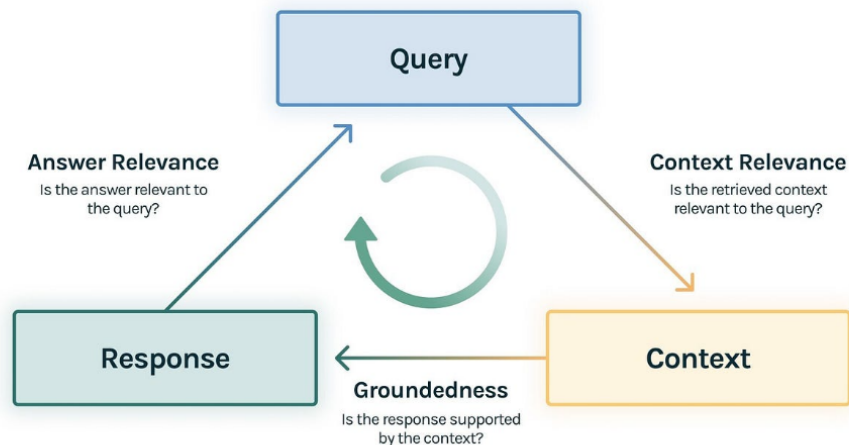 Query
Answer Relevance
Is the answer relevant to
the query?
Context Relevance
Is the retrieved context
relevant to the query?
Response
Context
Groundedness
Is the response supported
by the context?